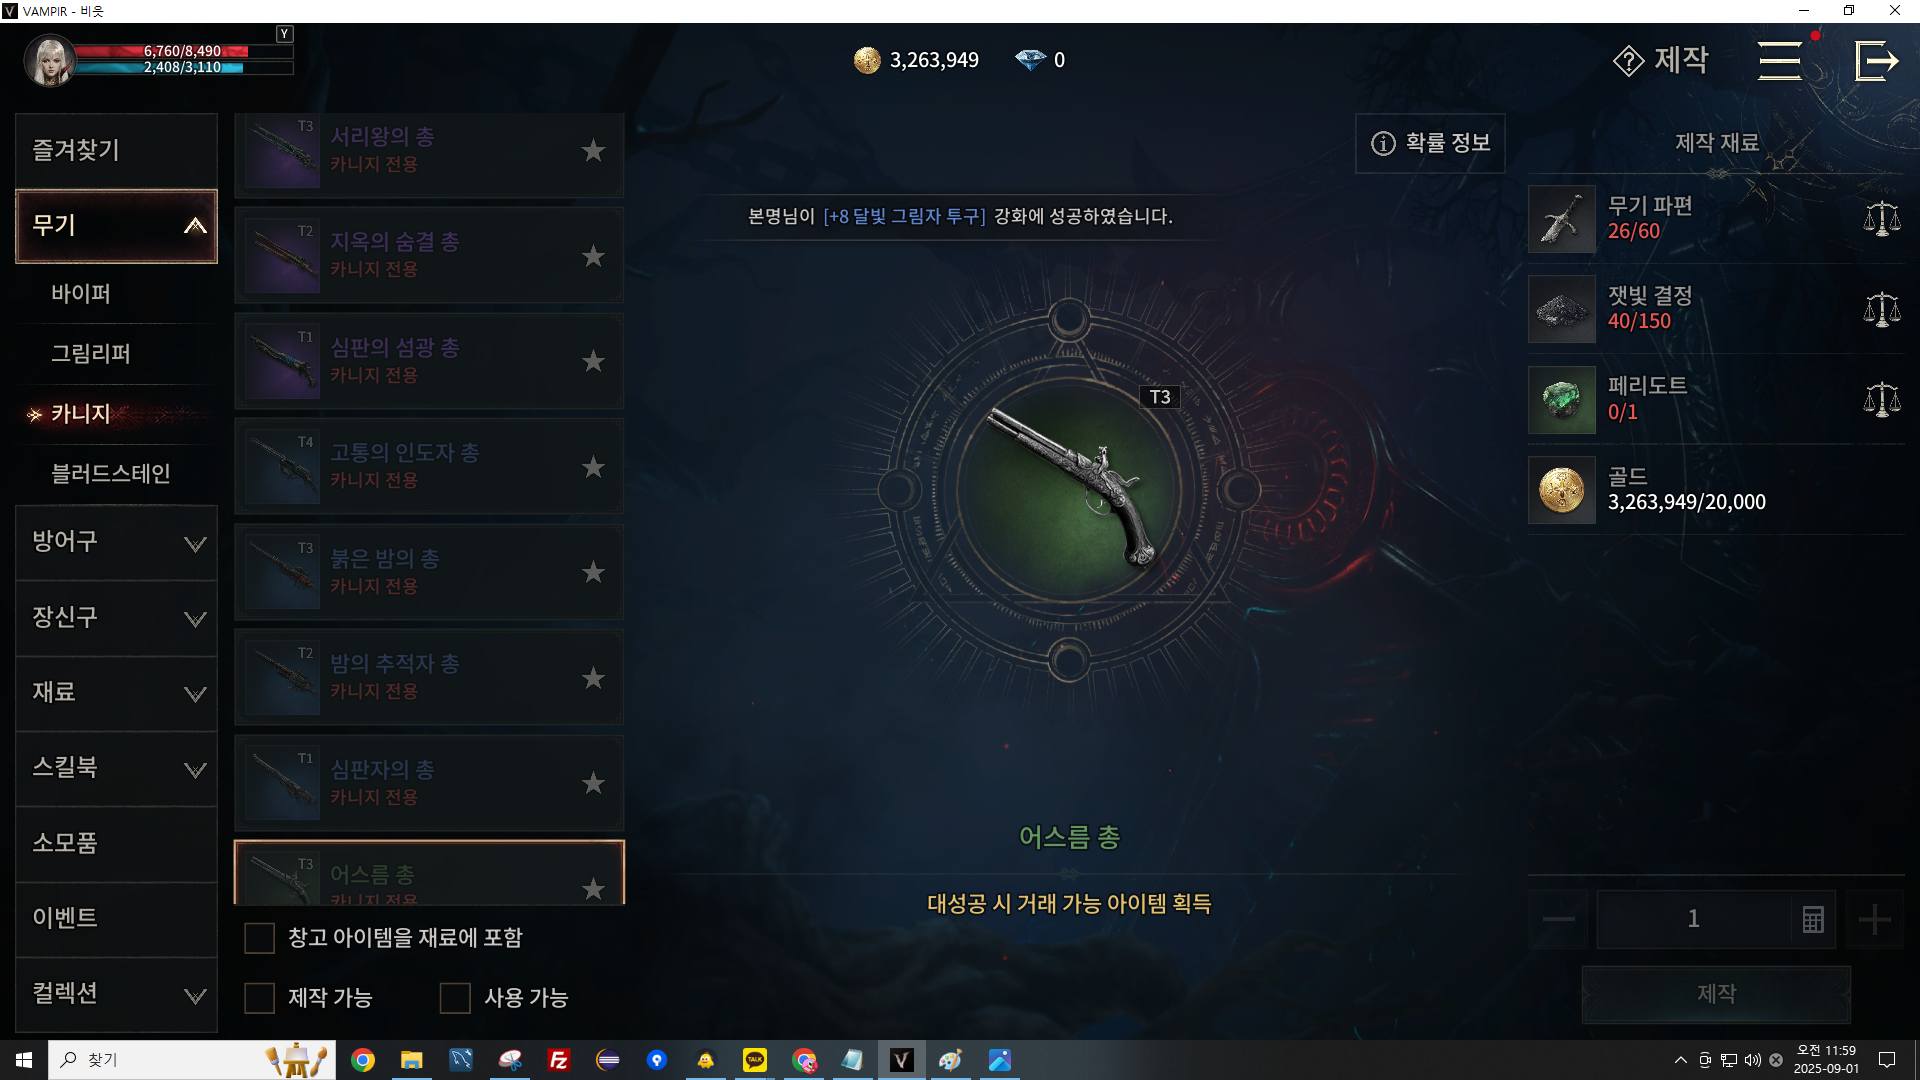 VAMPIR - 비읏
Y
6,760/8,490
2,408/3,110
3,263,949
0
제작
즐겨찾기
무기
바이퍼
그림리퍼
카니지
블러드스테인
방어구
장신구
재료
스킬북
소모품
이벤트
컬렉션
T3
서리왕의 총
카니지 전용
T2
지옥의 숨결 총
카니지 전용
T1
심판의 섬광 총
카니지 전용
T4
고통의 인도자 총
카니지 전용
T3
붉은 밤의 총
카니지 전용
T2
밤의 추적자 총
카니지 전용
T1
심판자의 총
카니지 전용
T3
어스름 총
카니지 전용
창고 아이템을 재료에 포함
제작 가능
사용 가능
확률 정보
본명님이 [+8 달빛 그림자 투구] 강화에 성공하였습니다.
T3
어스름 총
대성공 시 거래 가능 아이템 획득
제작 재료
무기 파편
26/60
잿빛 결정
40/150
페리도트
0/1
골드
3,263,949/20,000
1
제작
찾기
TALK
오전 11:59
2025-09-01